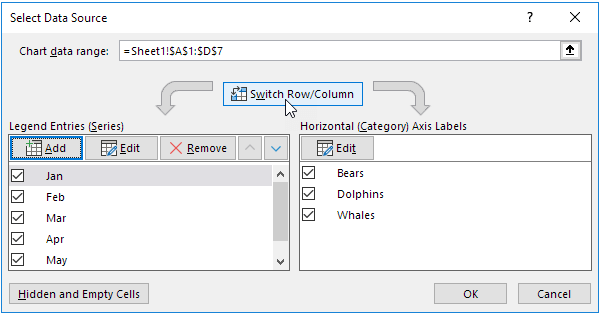 Select Data Source
? ×
Chart data range: =Sheet1!$A$1:$D$7
Switch Row/Column
Legend Entries (Series)
Horizontal (Category) Axis Labels
Add Edit Remove
Edit
Jan
Feb
Mar
Apr
May
Bears
Dolphins
Whales
Hidden and Empty Cells
OK
Cancel